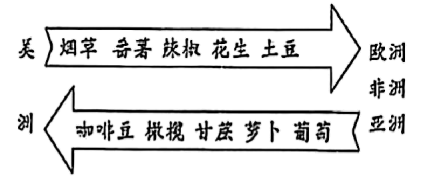 美 烟草 番薯 辣椒 花生 土豆 欧洲
非洲
洲 咖啡豆 橄榄 甘蔗 萝卜 葡萄 亚洲